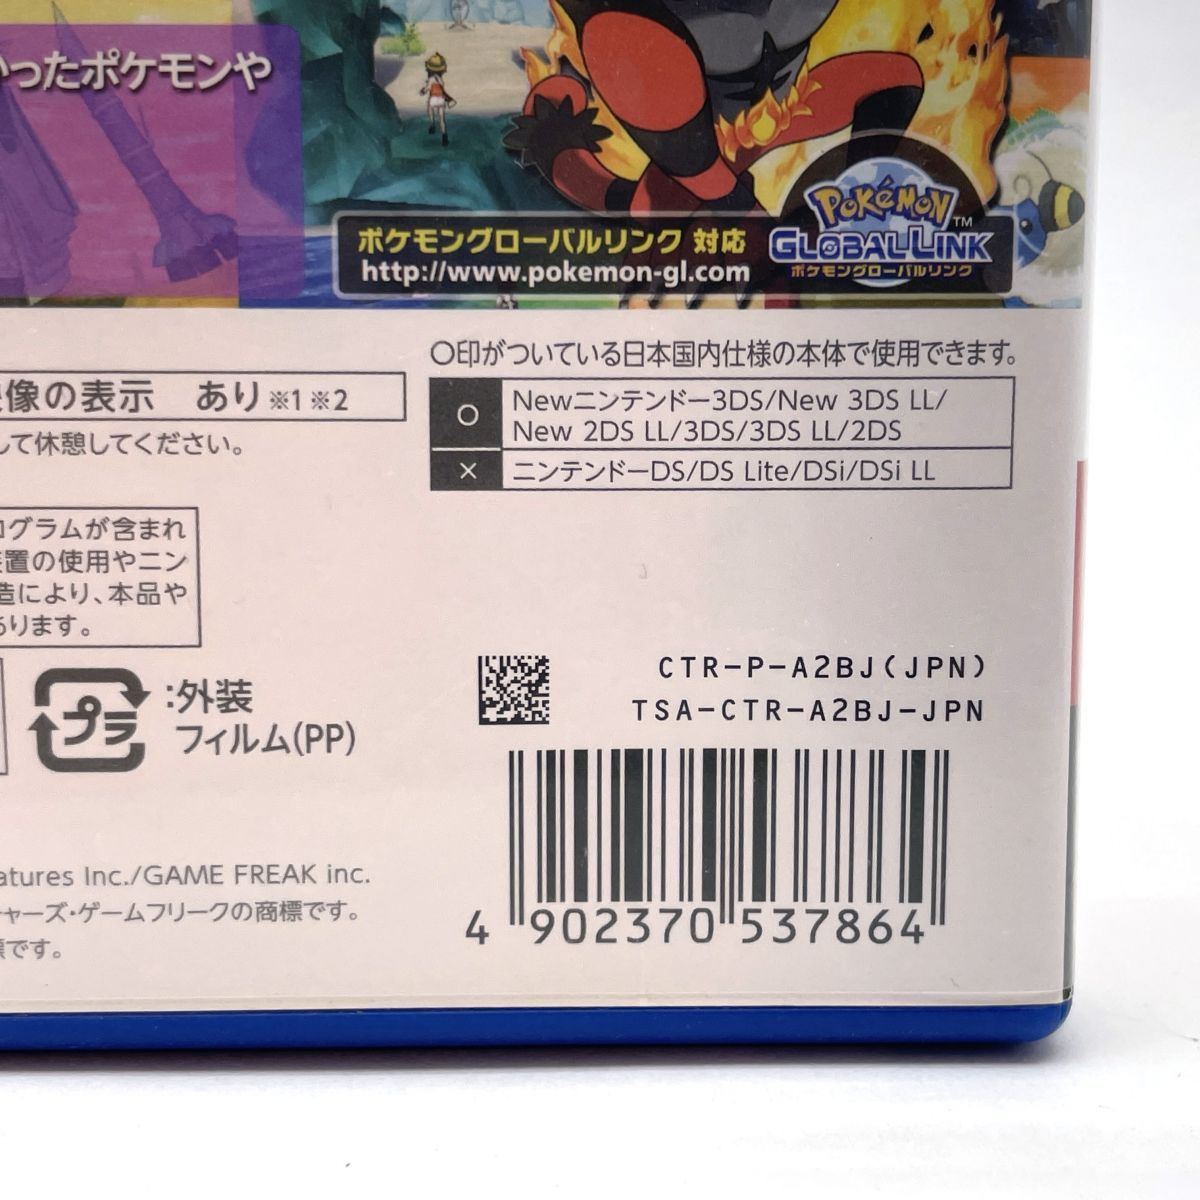 かったポケモンや
ポケモングローバルリンク 対応
http://www.pokemon-gl.com
POKéMON
GLOBAL LINK™
ポケモングローバルリンク
○印がついている日本国内仕様の本体で使用できます。
○ Newニンテンドー3DS/New 3DS LL/
New 2DS LL/3DS/3DS LL/2DS
× ニンテンドーDS/DS Lite/DSi/DSi LL
像の表示 あり ※1※2
して休憩してください。
ログラムが含まれ
置の使用やニン
造により、本品や
あります。
プラ :外装
フィルム(PP)
CTR-P-A2BJ(JPN)
TSA-CTR-A2BJ-JPN
4 902370 537864
atures Inc./GAME FREAK inc.
チャーズ・ゲームフリークの商標です。
標です。